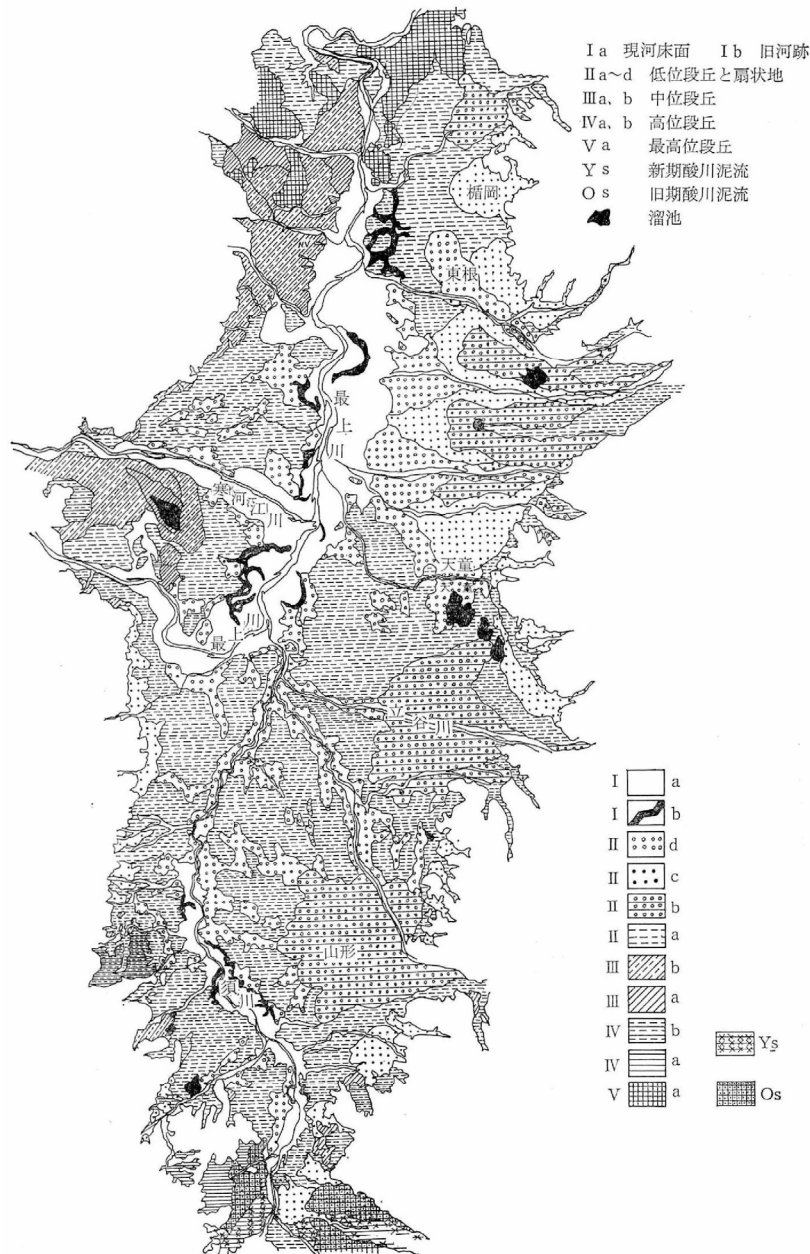 Ⅰa 現河床面 Ⅰb 旧河跡
Ⅱa~d 低位段丘と扇状地
Ⅲa、b 中位段丘
Ⅳa、b 高位段丘
Ⅴa 最高位段丘
Ys 新期酸川泥流
Os 旧期酸川泥流
溜池
楯岡
東根
最上川
寒河江川
天童
最上川
立谷川
山形
須川
Ⅰ a
Ⅰ b
Ⅱ d
Ⅱ c
Ⅱ b
Ⅱ a
Ⅲ b
Ⅲ a
Ⅳ b
Ⅳ a
Ⅴ a
Ys
Os